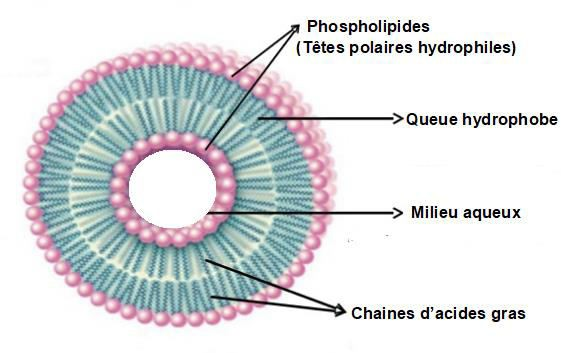 Phospholipides
(Têtes polaires hydrophiles)
Queue hydrophobe
Milieu aqueux
Chaines d'acides gras